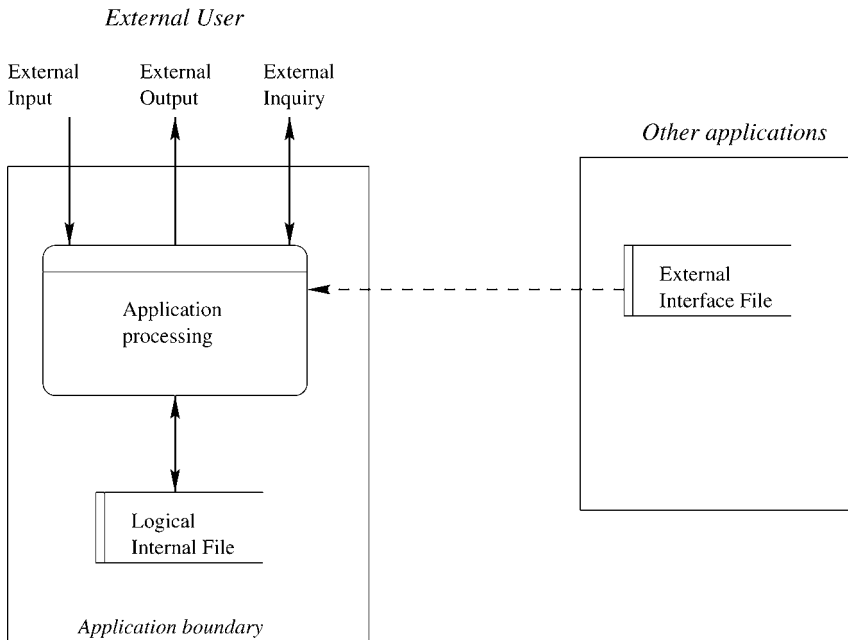 External User
External
Input
External
Output
External
Inquiry
Other applications
Application
processing
External
Interface File
Logical
Internal File
Application boundary